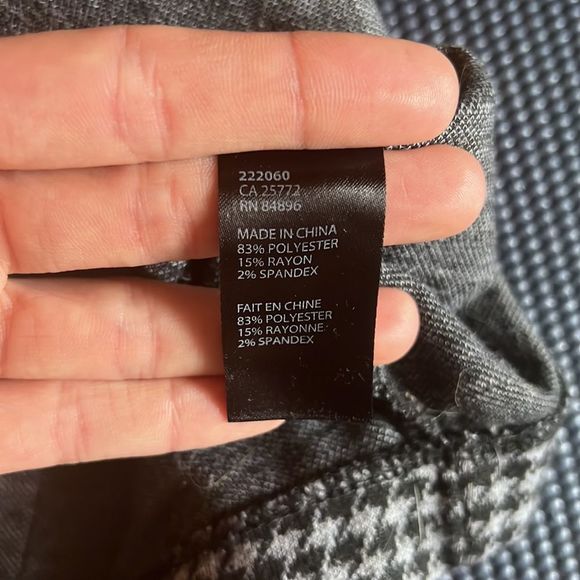 222060
CA 25772
RN 84896
MADE IN CHINA
83% POLYESTER
15% RAYON
2% SPANDEX
FAIT EN CHINE
83% POLYESTER
15% RAYONNE
2% SPANDEX